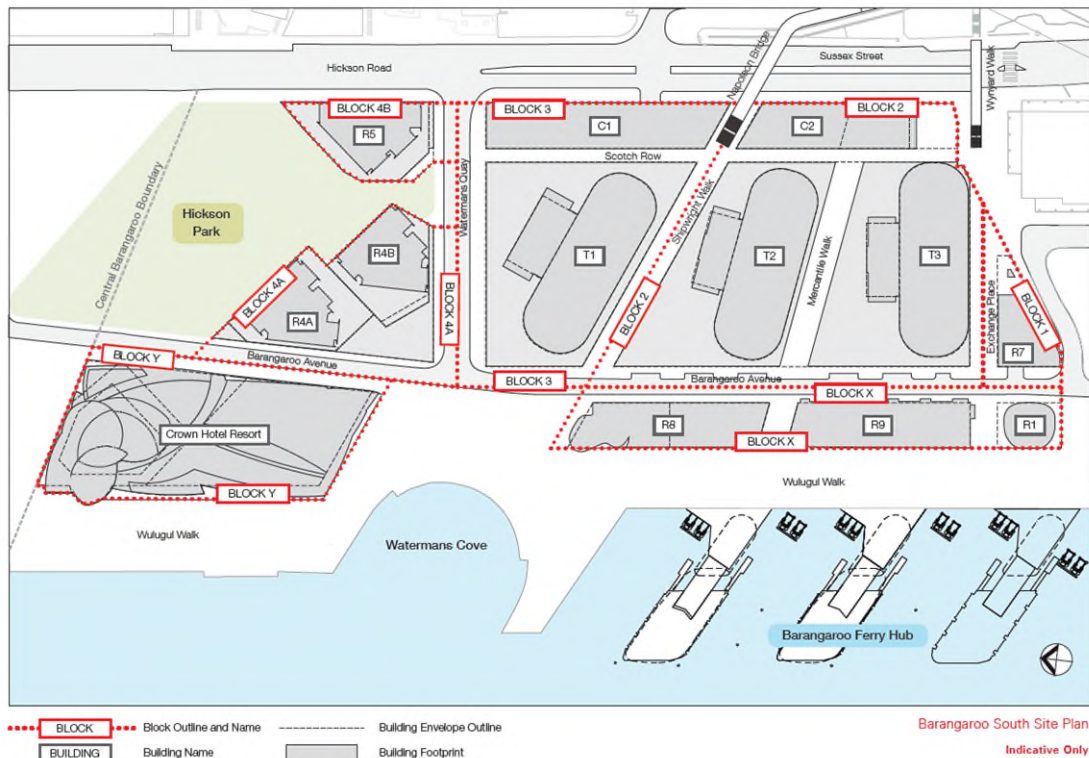 Hickson Road
Sussex Street
Napoleon Bridge
Wynyard Walk
BLOCK 4B
R5
BLOCK 3
C1
C2
BLOCK 2
Scotch Row
Watermans Quay
Shipwright Walk
Central Barangaroo Boundary
Hickson
Park
R4B
R4A
BLOCK 4A
BLOCK 4A
T1
T2
T3
BLOCK 2
Mercantile Walk
Exchange Place
BLOCK 1
R7
BLOCK Y
Barangaroo Avenue
BLOCK 3
Barangaroo Avenue
BLOCK X
Crown Hotel Resort
R8
R9
R1
BLOCK X
BLOCK Y
Wulugul Walk
Wulugul Walk
Watermans Cove
Barangaroo Ferry Hub
BLOCK
Block Outline and Name
Building Envelope Outline
BUILDING
Building Name
Building Footprint
Barangaroo South Site Plan
Indicative Only